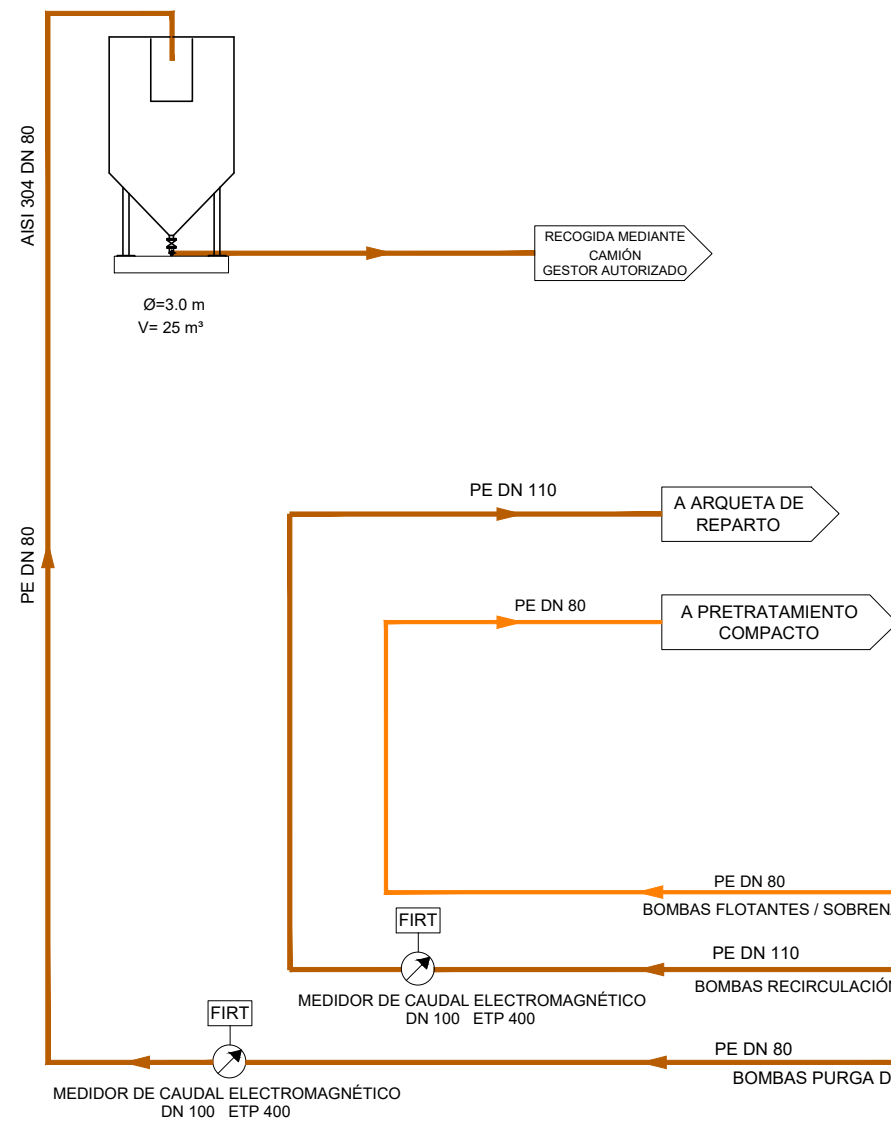 AISI 304 DN 80
RECOGIDA MEDIANTE
CAMIÓN
GESTOR AUTORIZADO
Ø=3.0 m
V= 25 m³
PE DN 110
A ARQUETA DE
REPARTO
PE DN 80
PE DN 80
A PRETRATAMIENTO
COMPACTO
PE DN 80
BOMBAS FLOTANTES / SOBREN
FIRT
PE DN 110
BOMBAS RECIRCULACIÓN
MEDIDOR DE CAUDAL ELECTROMAGNÉTICO
DN 100 ETP 400
FIRT
PE DN 80
BOMBAS PURGA D
MEDIDOR DE CAUDAL ELECTROMAGNÉTICO
DN 100 ETP 400